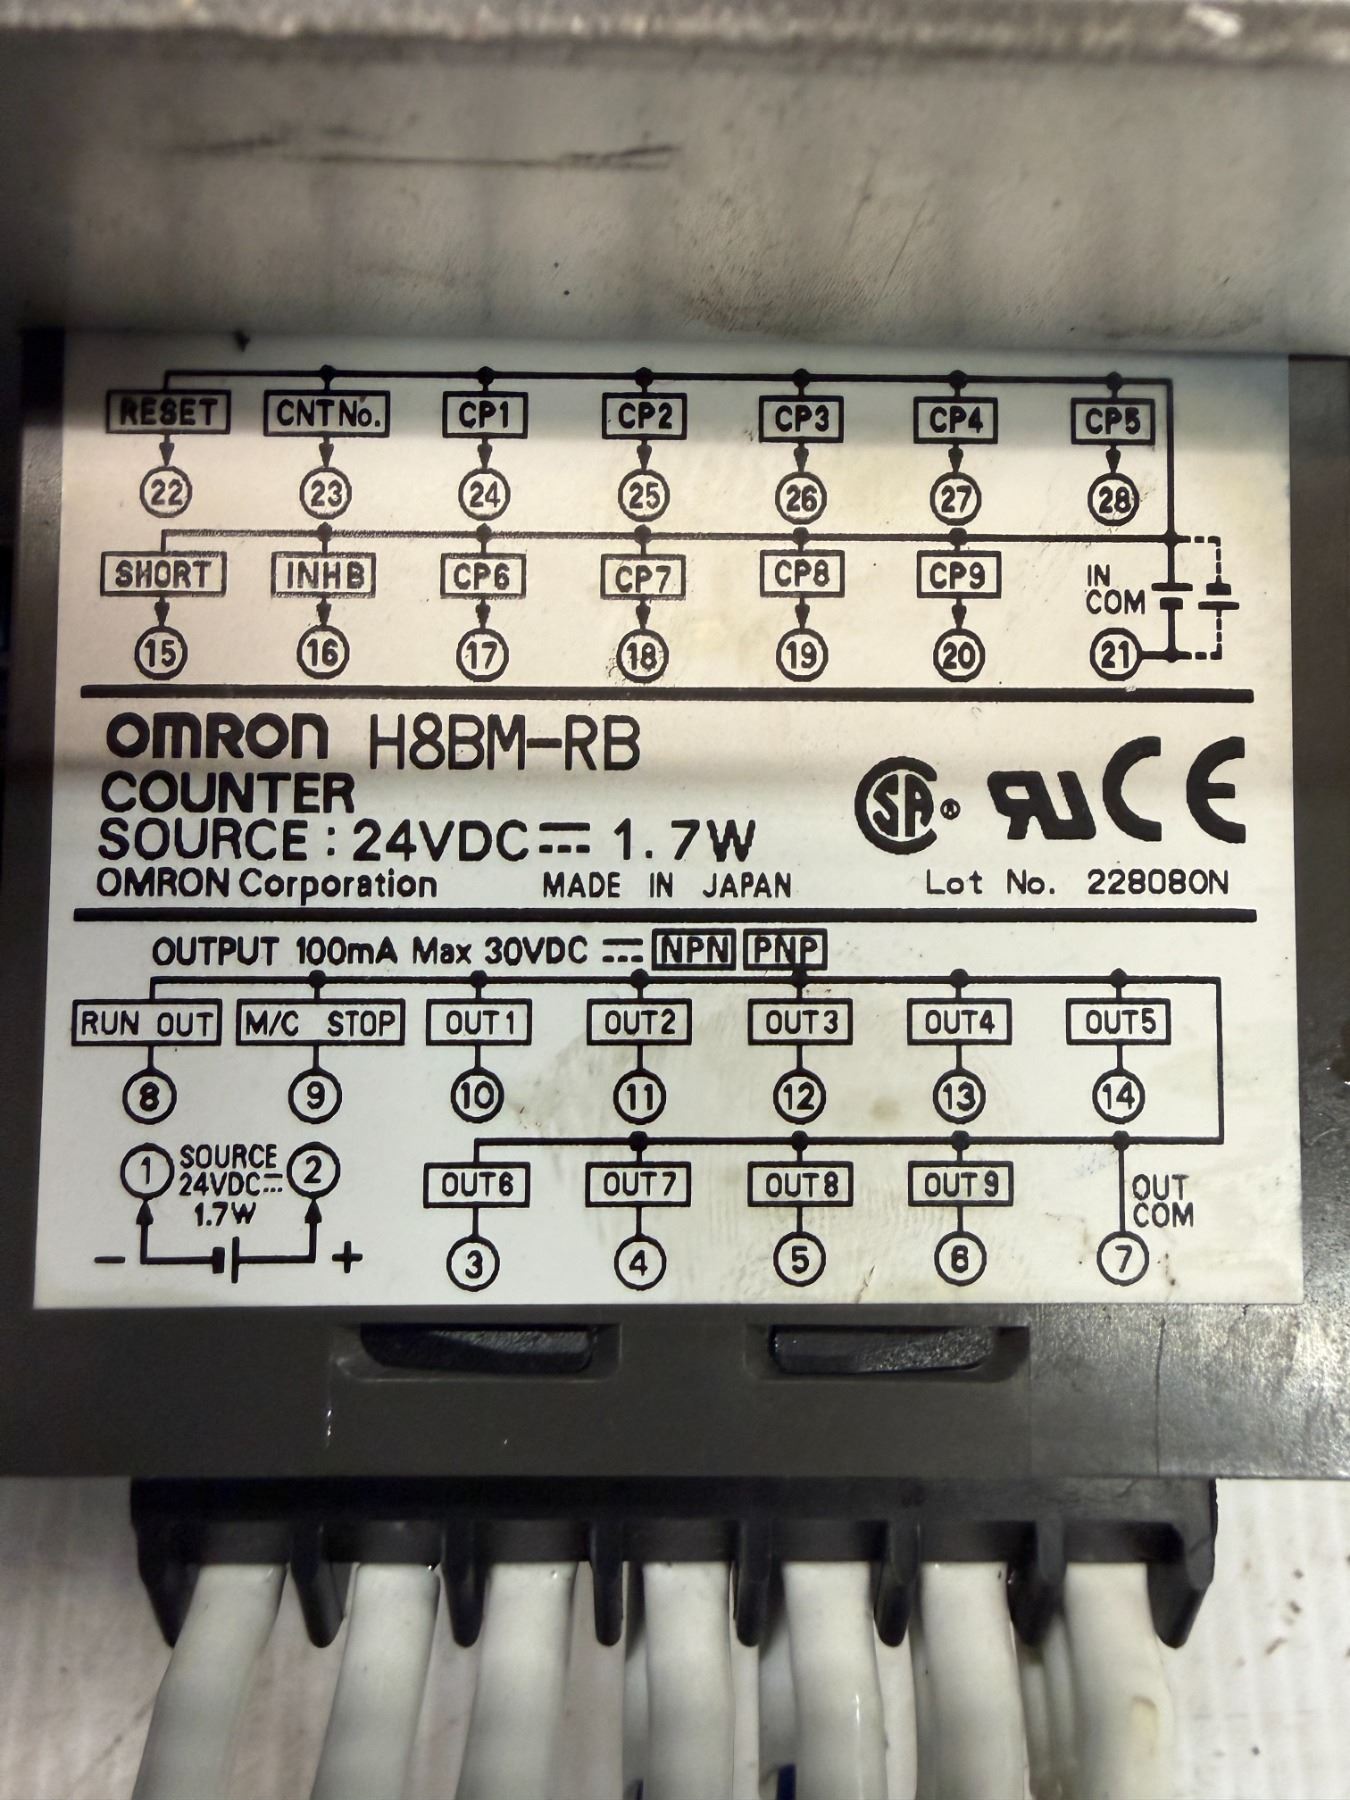 RESET CNT No. CP1 CP2 CP3 CP4 CP5
22 23 24 25 26 27 28
SHORT INHB CP6 CP7 CP8 CP9 IN
COM
15 16 17 18 19 20 21
OMRON H8BM-RB
COUNTER
SOURCE : 24VDC 1.7W
SA ® RU CE
OMRON Corporation MADE IN JAPAN Lot No. 228080N
OUTPUT 100mA Max 30VDC NPN PNP
RUN OUT M/C STOP OUT1 OUT2 OUT3 OUT4 OUT5
8 9 10 11 12 13 14
1 SOURCE 2
24VDC
1.7W
- +
OUT6 OUT7 OUT8 OUT9 OUT
COM
3 4 5 6 7